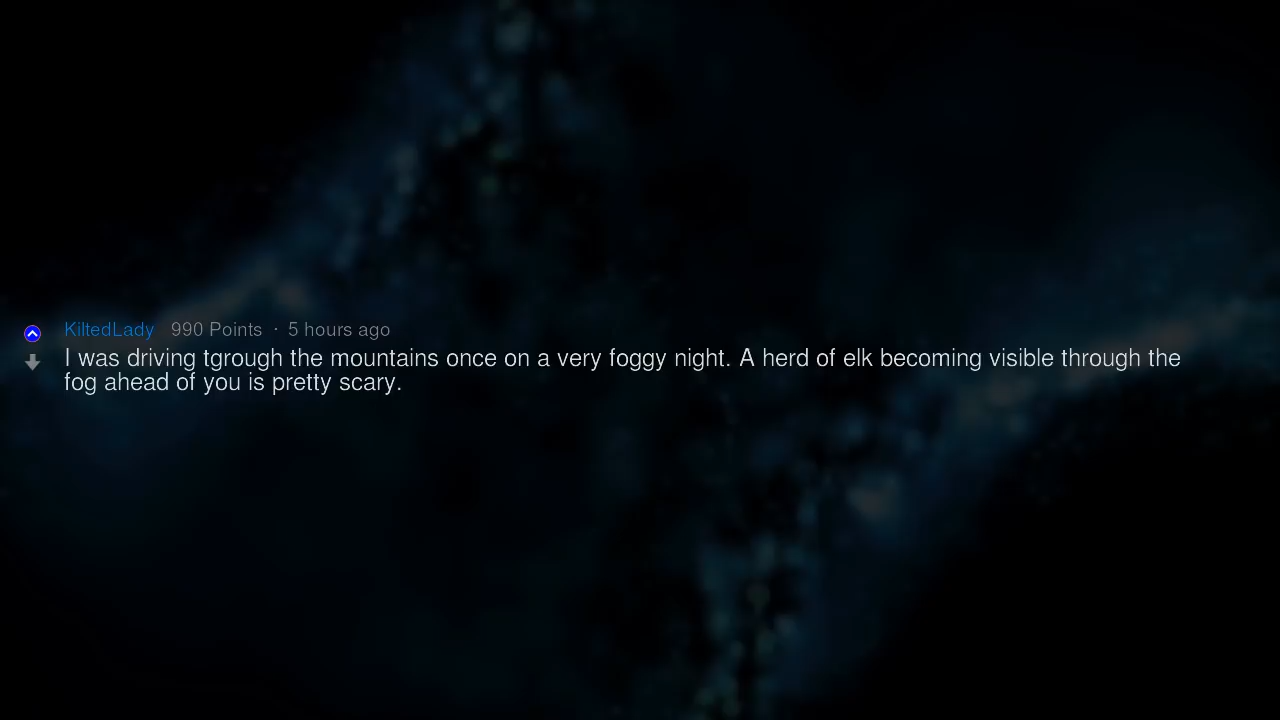 KiltedLady 990 Points · 5 hours ago
I was driving tgrough the mountains once on a very foggy night. A herd of elk becoming visible through the
fog ahead of you is pretty scary.